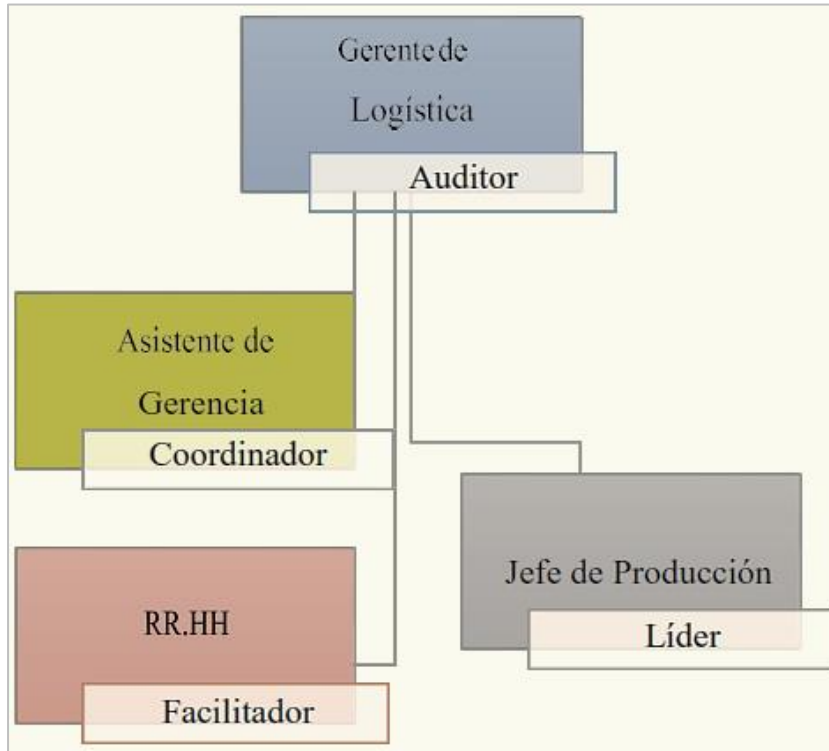 Gerente de
Logística
Auditor
Asistente de
Gerencia
Coordinador
Jefe de Producción
Líder
RR.HH
Facilitador